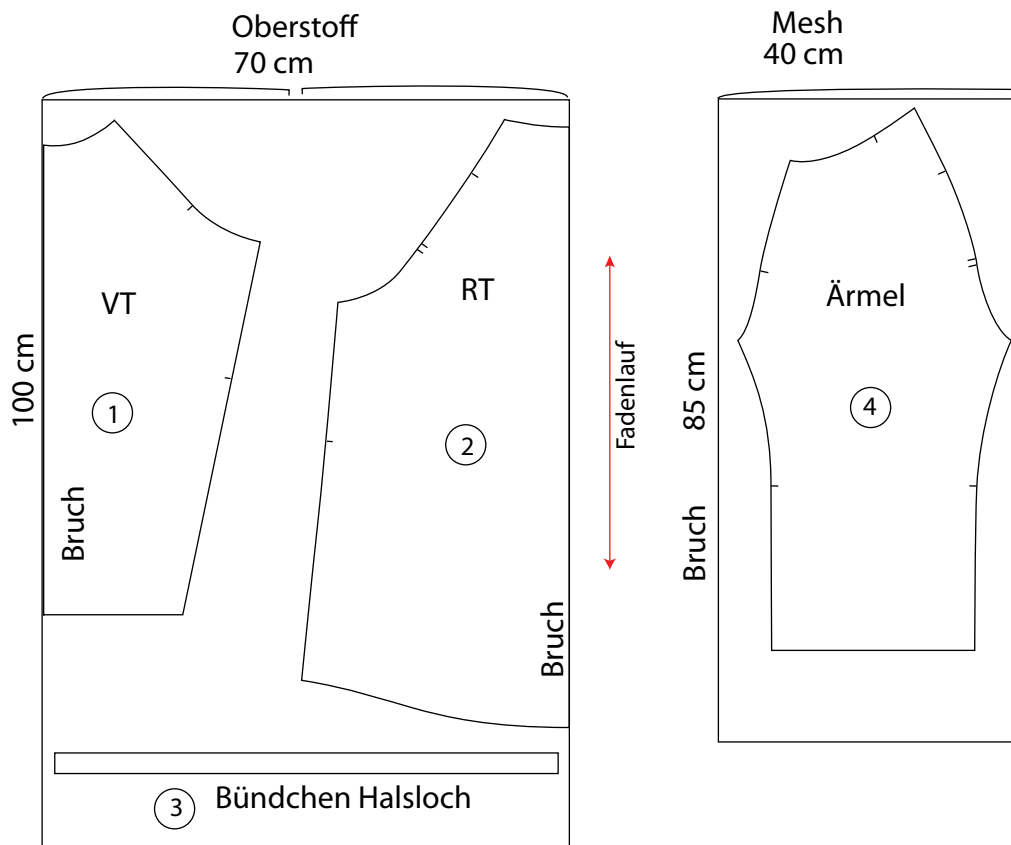 Oberstoff
70 cm
Mesh
40 cm
VT
RT
Ärmel
100 cm
1
2
Fadenlauf
85 cm
4
Bruch
Bruch
Bruch
3
Bündchen Halsloch